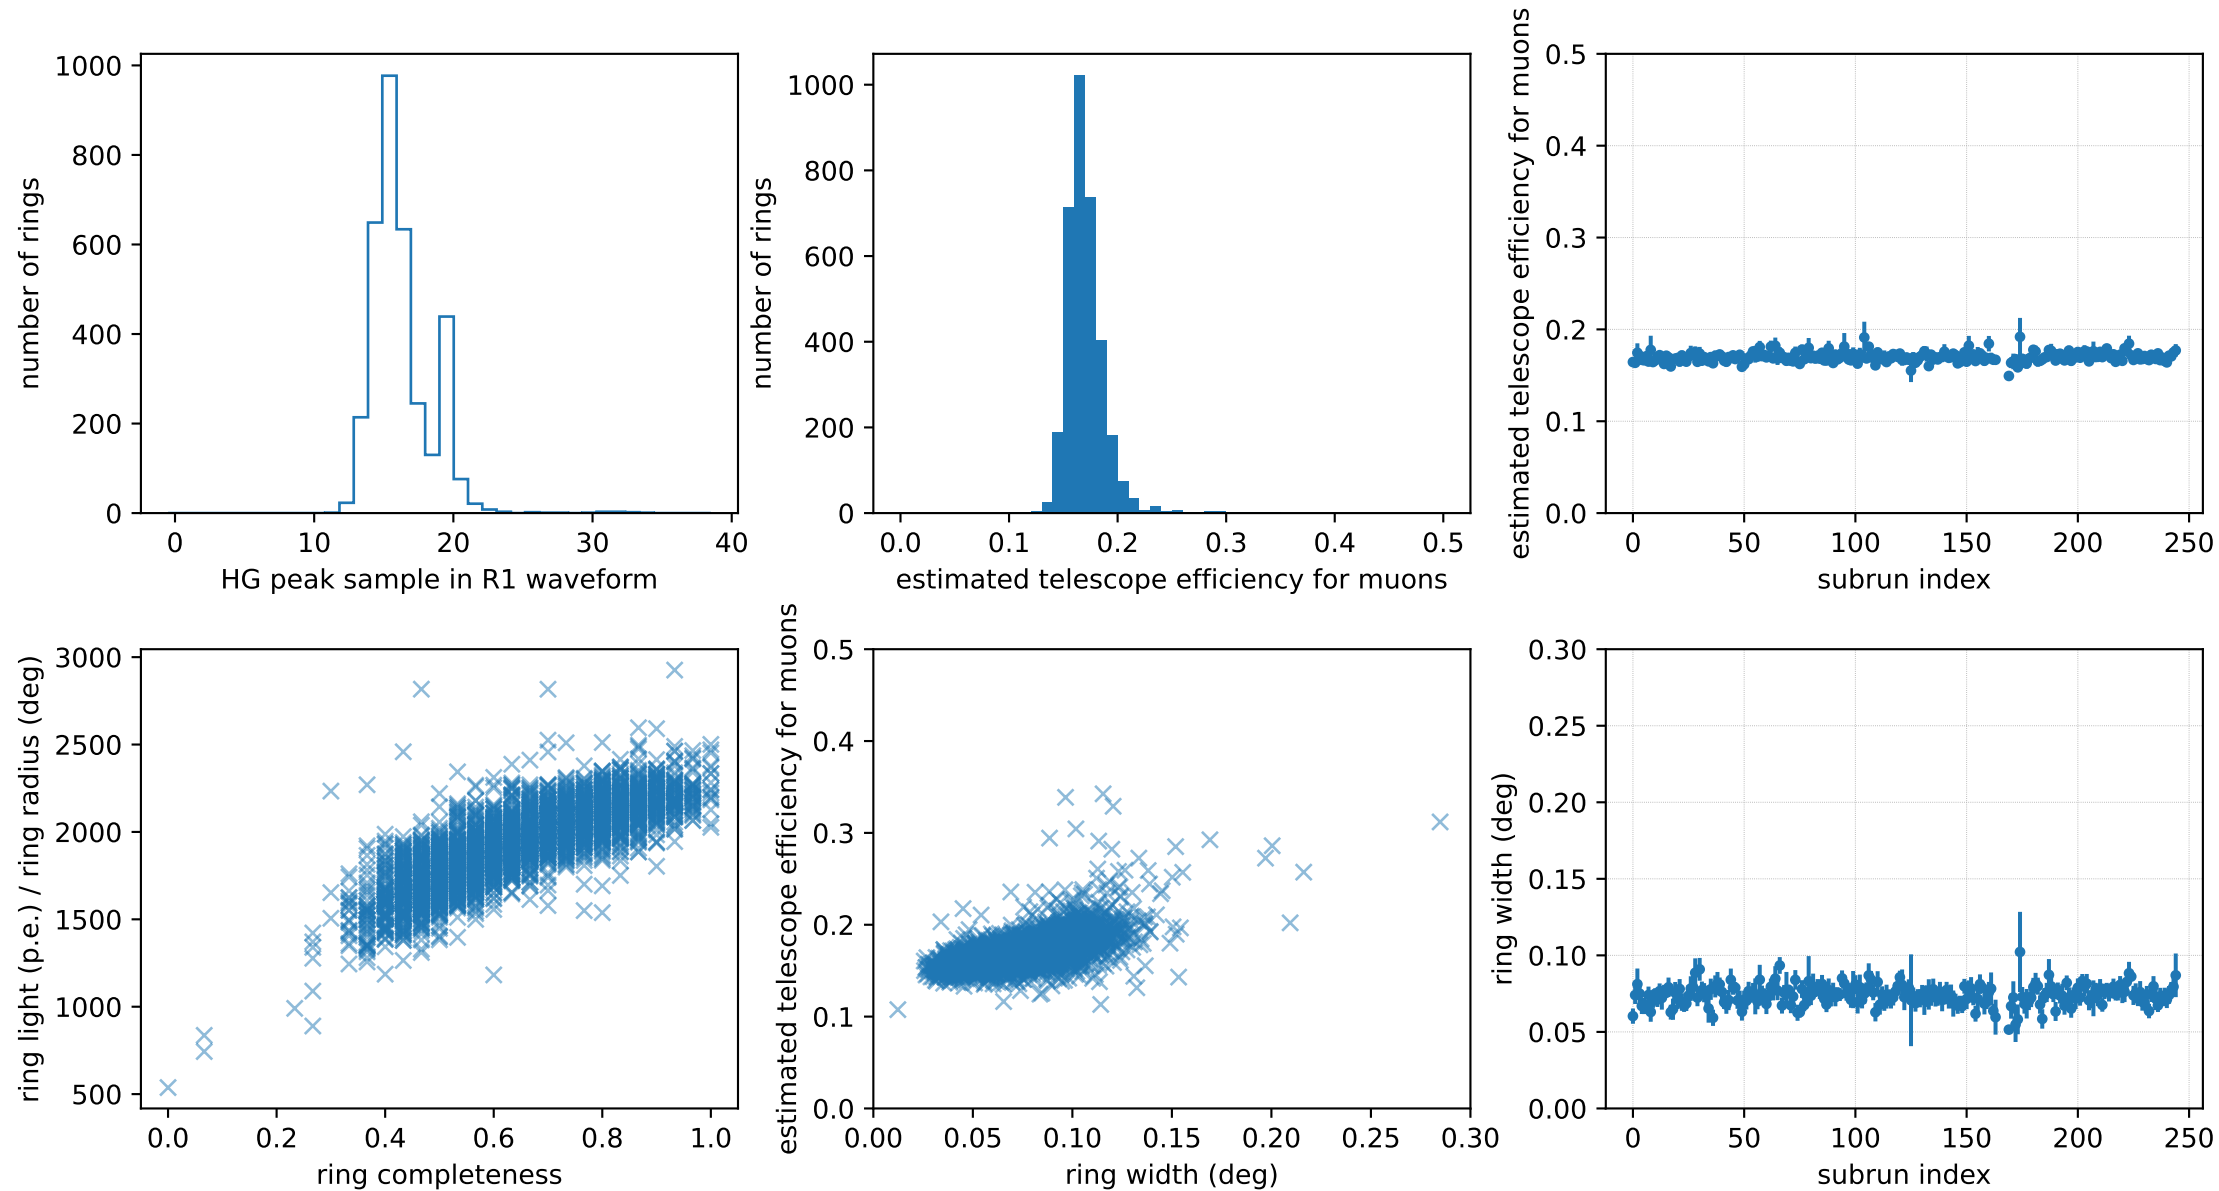 1000
800
600
400
200
0
number of rings
0 10 20 30 40
HG peak sample in R1 waveform
1000
800
600
400
200
0
number of rings
0.0 0.1 0.2 0.3 0.4 0.5
estimated telescope efficiency for muons
0.5
0.4
0.3
0.2
0.1
0.0
estimated telescope efficiency for muons
0 50 100 150 200 250
subrun index
3000
2500
2000
1500
1000
500
ring light (p.e.) / ring radius (deg)
0.0 0.2 0.4 0.6 0.8 1.0
ring completeness
0.5
0.4
0.3
0.2
0.1
0.0
estimated telescope efficiency for muons
0.00 0.05 0.10 0.15 0.20 0.25 0.30
ring width (deg)
0.30
0.25
0.20
0.15
0.10
0.05
0.00
ring width (deg)
0 50 100 150 200 250
subrun index